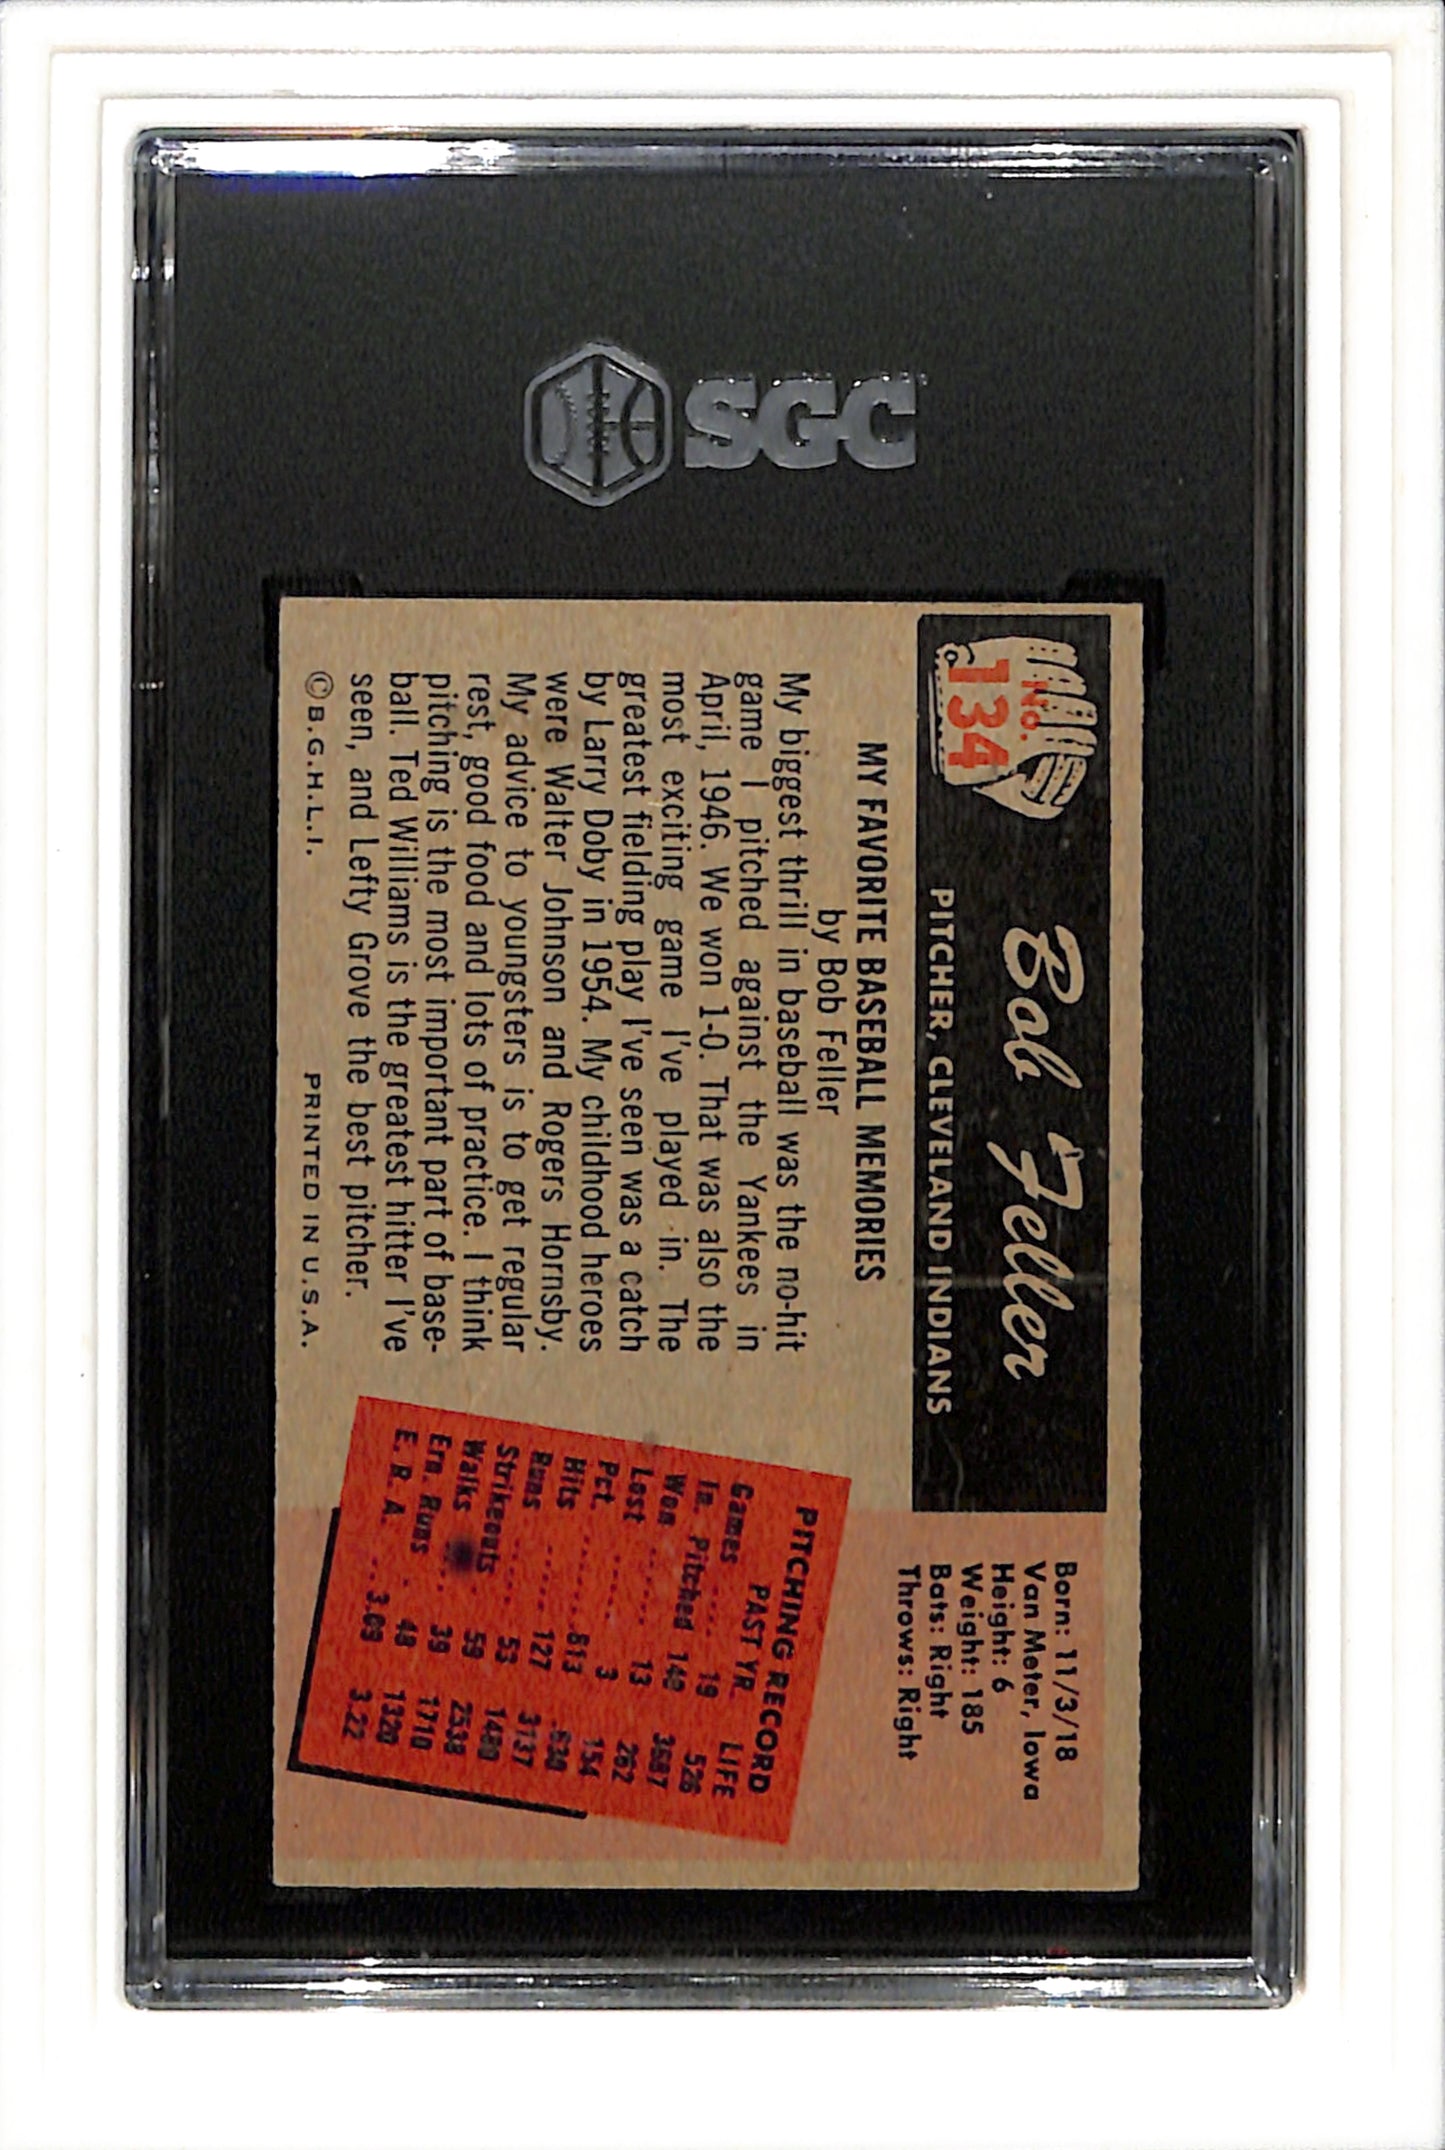 SGC
No.
134
Bob Feller
PITCHER, CLEVELAND INDIANS
Born: 11/3/18
Van Meter, Iowa
Height: 6
Weight: 185
Bats: Right
Throws: Right
MY FAVORITE BASEBALL MEMORIES
by Bob Feller
My biggest thrill in baseball was the no-hit
game I pitched against the Yankees in
April, 1946. We won 1-0. That was also the
most exciting game I've played in. The
greatest fielding play I've seen was a catch
by Larry Doby in 1954. My childhood heroes
were Walter Johnson and Rogers Hornsby.
My advice to youngsters is to get regular
rest, good food and lots of practice. I think
pitching is the most important part of base-
ball. Ted Williams is the greatest hitter I've
seen, and Lefty Grove the best pitcher.
©B.G.H.L.I. PRINTED IN U.S.A.
PITCHING RECORD
PAST YR. LIFE
Games .... 19 526
In. Pitched 140 3687
Won ...... 13 262
Lost ...... 3 154
Pct. ........813 .630
Hits ...... 127 3137
Runs ...... 53 1480
Strikeouts 59 2538
Walks .... 39 1710
Ern. Runs . 48 1320
E. R. A. .. 3.09 3.22